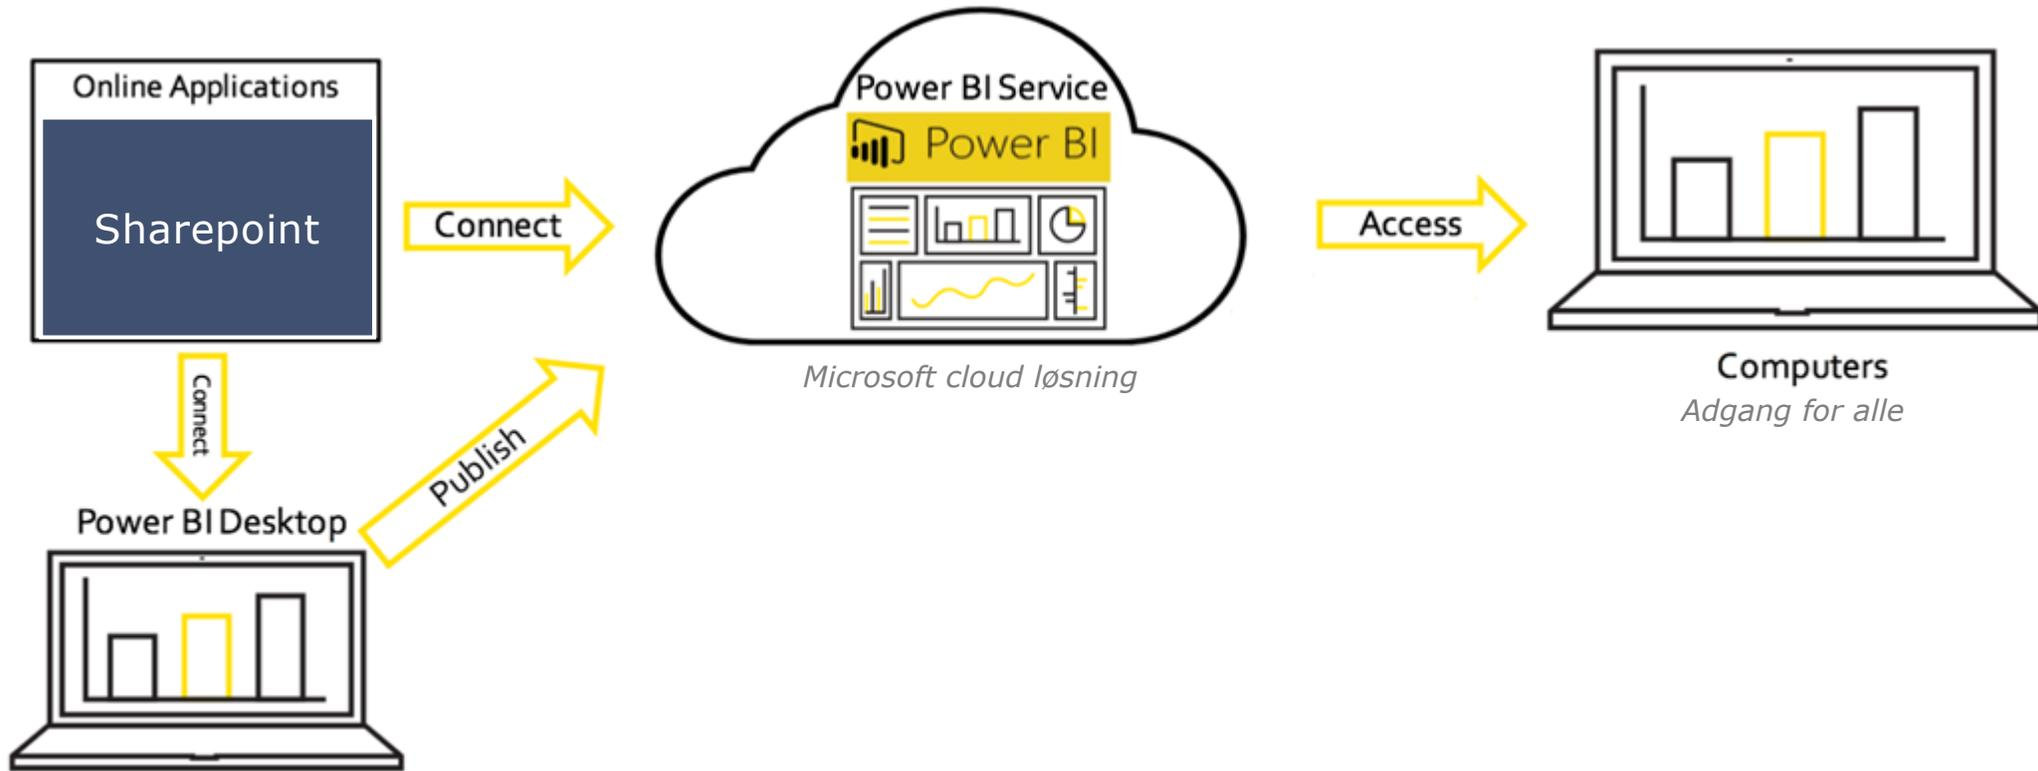 Online Applications
Sharepoint
Connect
Power BI Service
Power BI
Microsoft cloud løsning
Access
Computers
Adgang for alle
Connect
Publish
Power BI Desktop